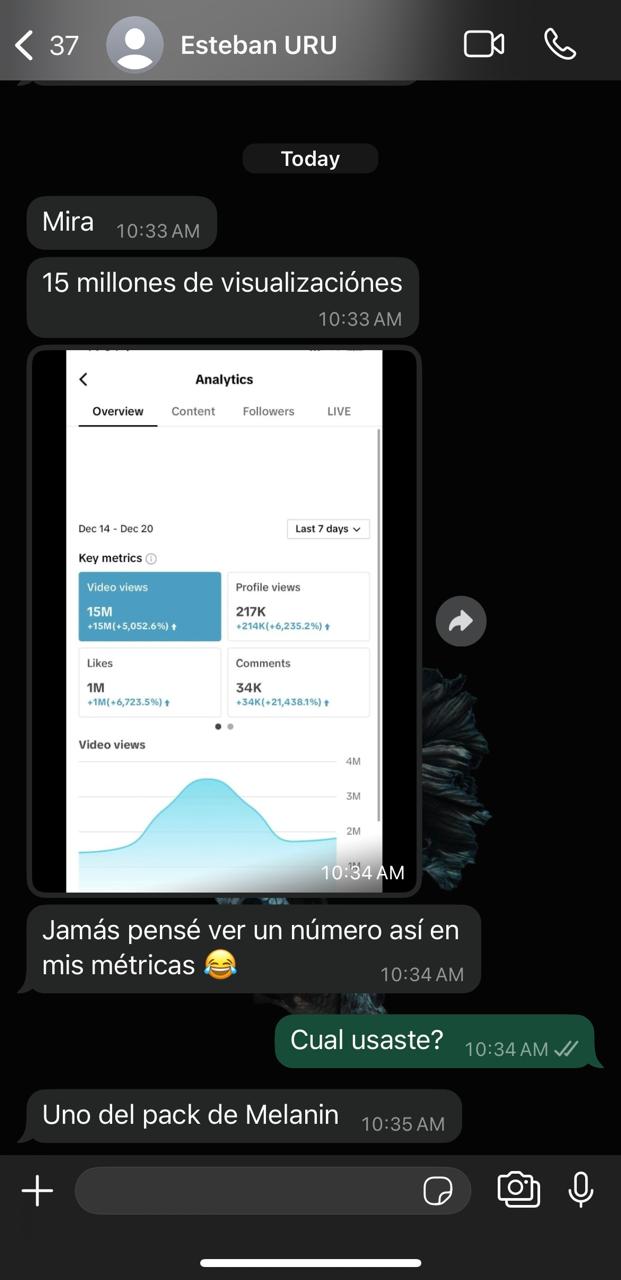 37 Esteban URU
Today
Mira 10:33 AM
15 millones de visualizaciónes
10:33 AM
Analytics
Overview Content Followers LIVE
Dec 14 - Dec 20 Last 7 days
Key metrics
Video views Profile views
15M 217K
+15M(+5,052.6%) +214K(+6,235.2%)
Likes Comments
1M 34K
+1M(+6,723.5%) +34K(+21,438.1%)
Video views
4M
3M
2M
10:34 AM
Jamás pensé ver un número así en
mis métricas 😂 10:34 AM
Cual usaste? 10:34 AM
Uno del pack de Melanin 10:35 AM